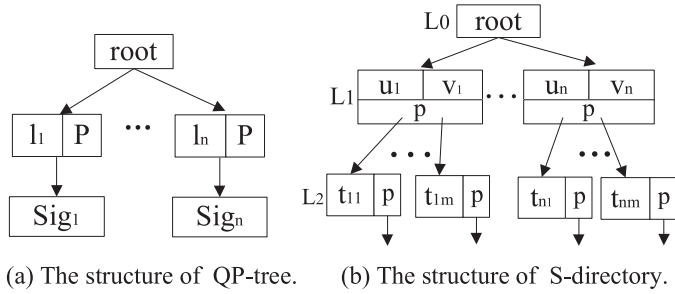 root
l₁ P ... lₙ P
Sig₁ Sigₙ
(a) The structure of QP-tree.
L0 root
L1 u₁ v₁ ... uₙ vₙ
p p
...  ...
L2 t₁₁ p t₁ₘ p tₙ₁ p tₙₘ p
(b) The structure of S-directory.